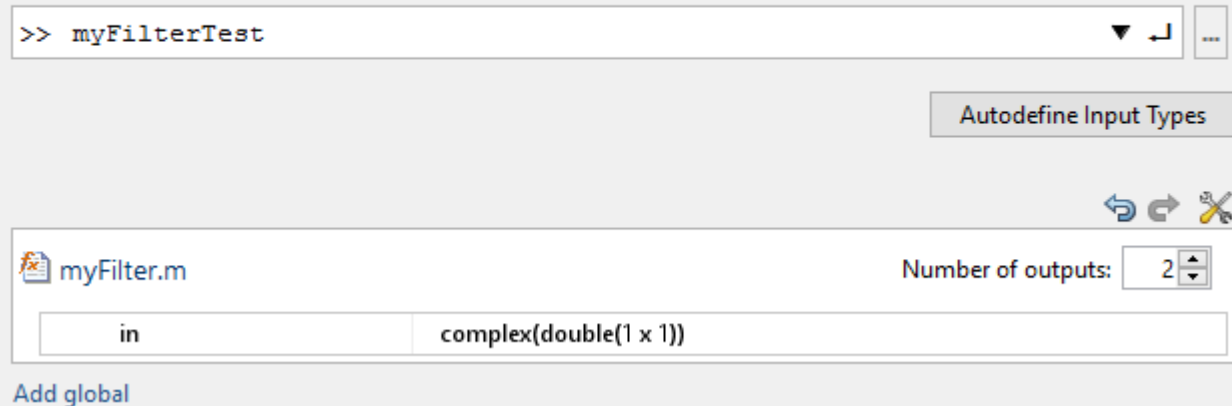 >> myFilterTest
...
Autodefine Input Types
myFilter.m Number of outputs: 2
in complex(double(1 x 1))
Add global